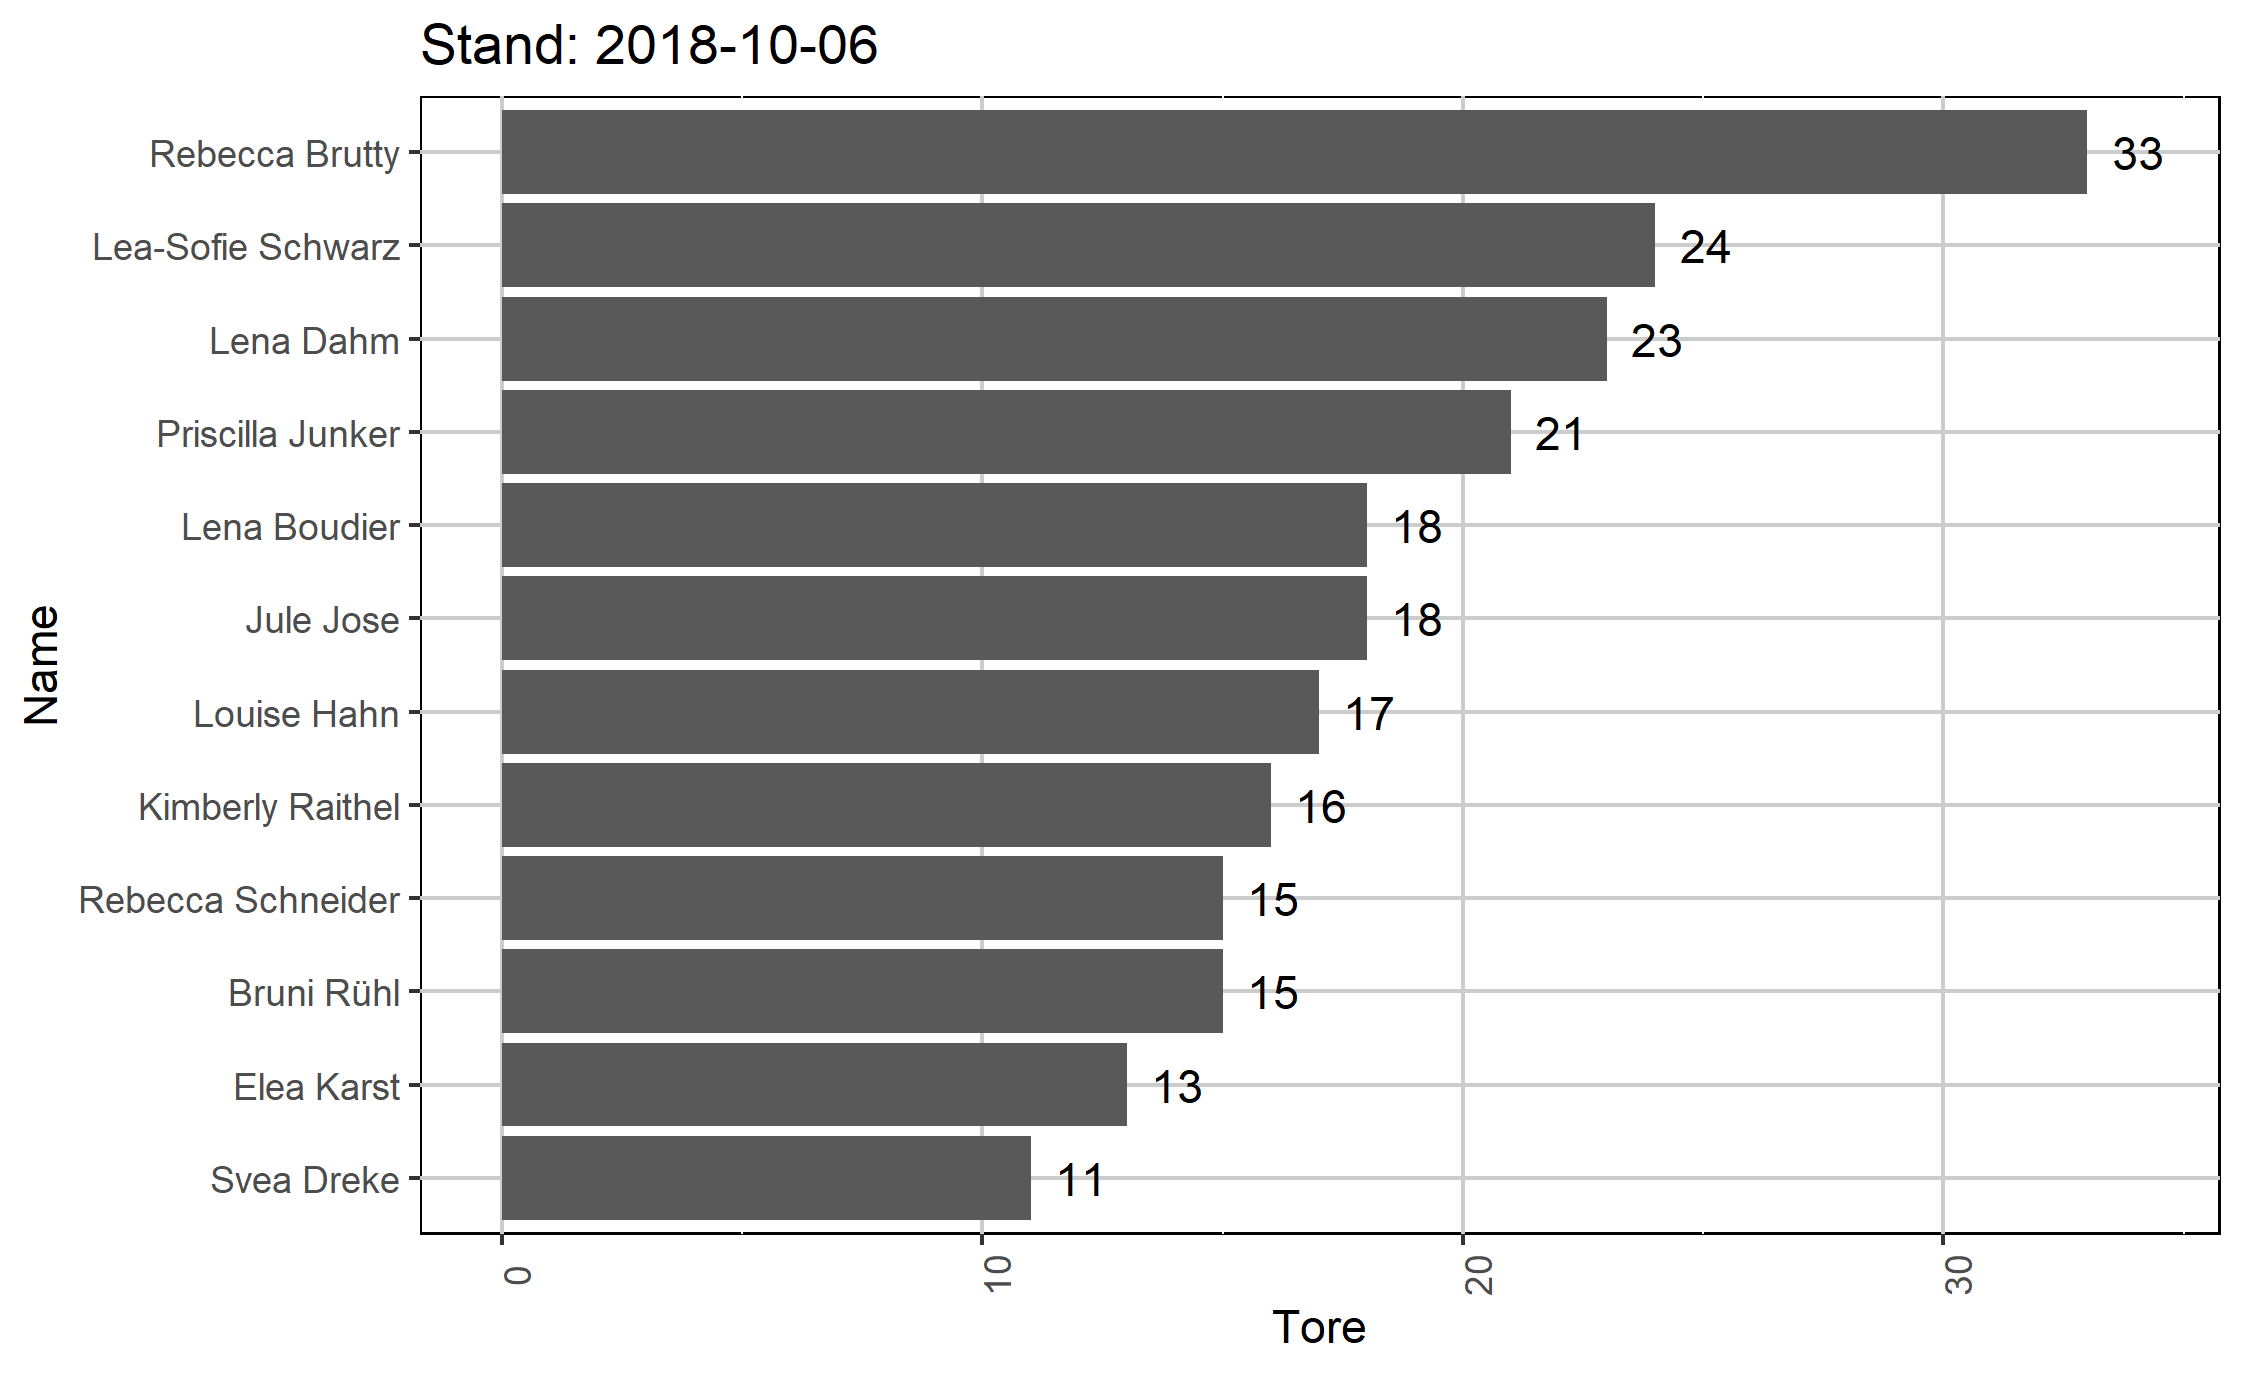 Stand: 2018-10-06
Name
Rebecca Brutty 33
Lea-Sofie Schwarz 24
Lena Dahm 23
Priscilla Junker 21
Lena Boudier 18
Jule Jose 18
Louise Hahn 17
Kimberly Raithel 16
Rebecca Schneider 15
Bruni Rühl 15
Elea Karst 13
Svea Dreke 11
0 10 20 30
Tore